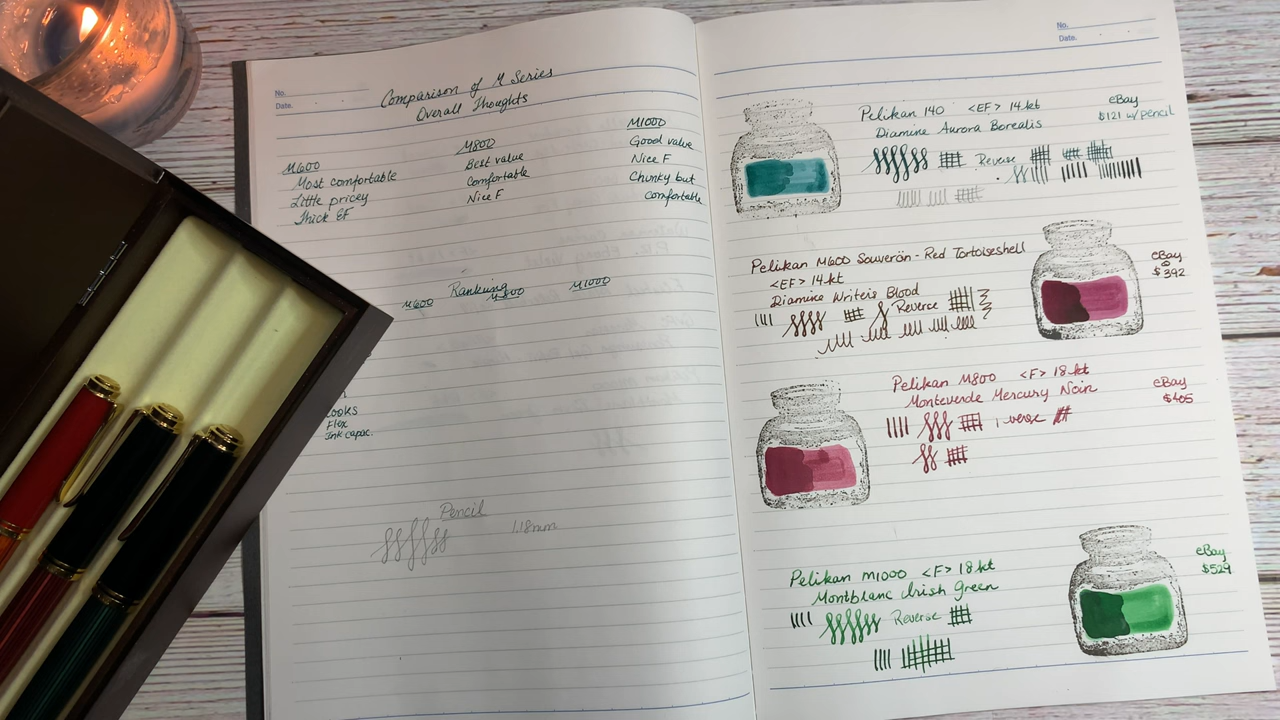 No.
Date.
Comparison of M Series
Overall Thoughts
M600
Most comfortable
Little pricey
Thick EF
M800
Best value
Comfortable
Nice F
M1000
Good value
Nice F
Chunky but
comfortable
Ranking
M600 M800 M1000
Looks
Flex
Ink capac.
Pencil
1.18mm
No.
Date.
Pelikan 140 <EF> 14kt
Diamine Aurora Borealis
Reverse
eBay
$121 w/pencil
Pelikan M600 Souverän - Red Tortoiseshell
<EF> 14kt
Diamine Writer's Blood
Reverse
eBay
$392
Pelikan M800 <F> 18kt
Monteverde Mercury Noir
eBay
$405
Pelikan M1000 <F> 18kt
Montblanc Irish Green
Reverse
eBay
$529